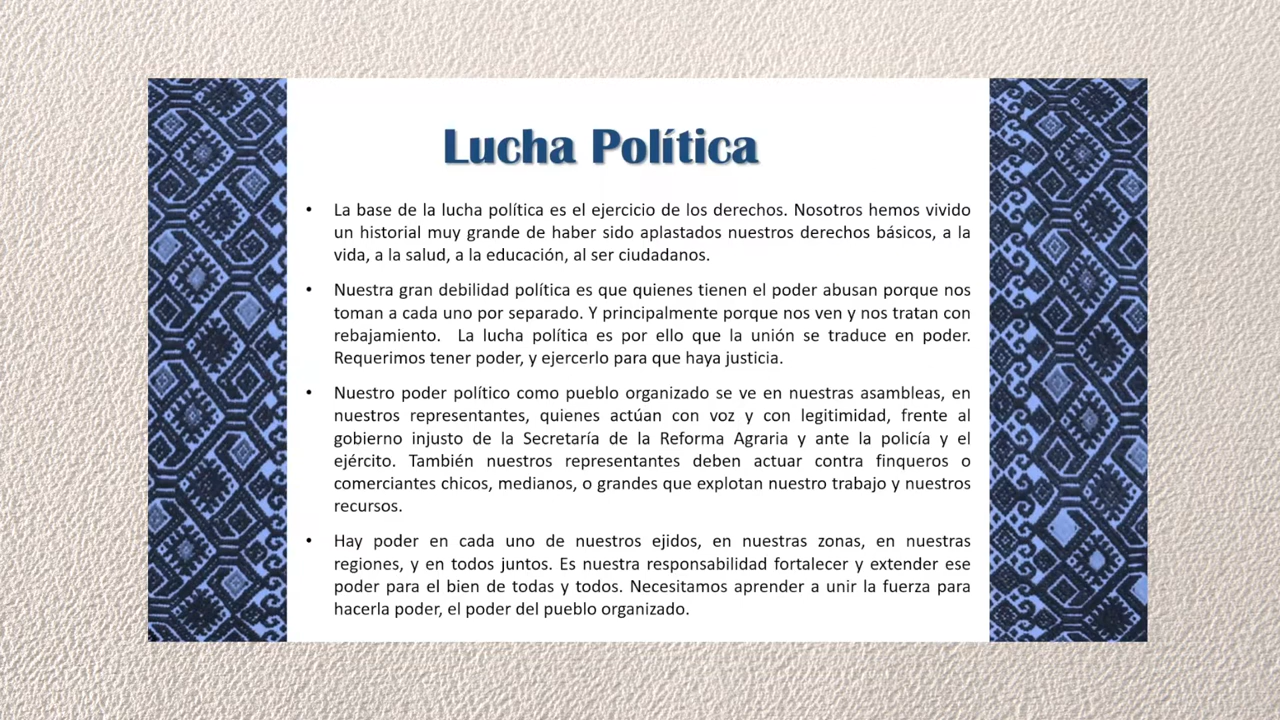 Lucha Política
• La base de la lucha política es el ejercicio de los derechos. Nosotros hemos vivido
un historial muy grande de haber sido aplastados nuestros derechos básicos, a la
vida, a la salud, a la educación, al ser ciudadanos.
• Nuestra gran debilidad política es que quienes tienen el poder abusan porque nos
toman a cada uno por separado. Y principalmente porque nos ven y nos tratan con
rebajamiento. La lucha política es por ello que la unión se traduce en poder.
Requerimos tener poder, y ejercerlo para que haya justicia.
• Nuestro poder político como pueblo organizado se ve en nuestras asambleas, en
nuestros representantes, quienes actúan con voz y con legitimidad, frente al
gobierno injusto de la Secretaría de la Reforma Agraria y ante la policía y el
ejército. También nuestros representantes deben actuar contra finqueros o
comerciantes chicos, medianos, o grandes que explotan nuestro trabajo y nuestros
recursos.
• Hay poder en cada uno de nuestros ejidos, en nuestras zonas, en nuestras
regiones, y en todos juntos. Es nuestra responsabilidad fortalecer y extender ese
poder para el bien de todas y todos. Necesitamos aprender a unir la fuerza para
hacerla poder, el poder del pueblo organizado.